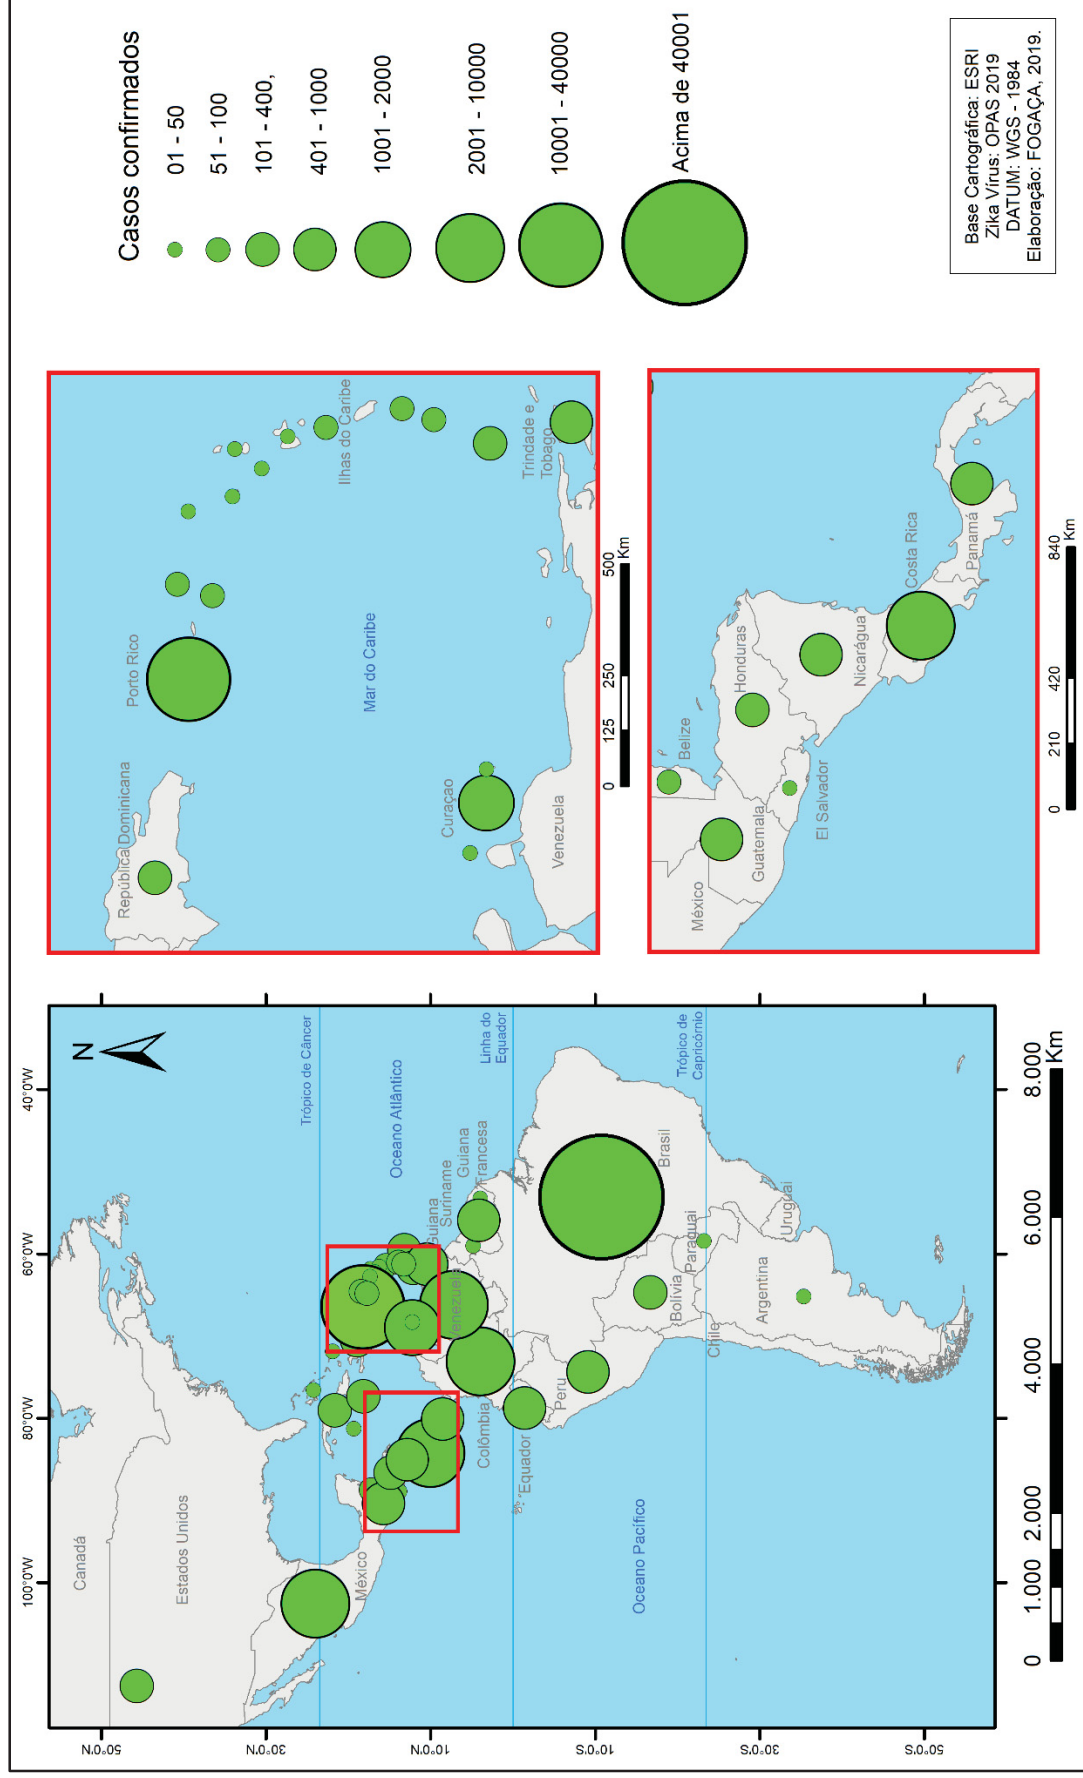 100°0'W
80°0'W
60°0'W
40°0'W
50°0'N
30°0'N
10°0'N
10°0'S
30°0'S
50°0'S
N
Canadá
Estados Unidos
México
Trópico de Câncer
Oceano Atlântico
Linha do
Equador
Trópico de
Capricórnio
Oceano Pacífico
Venezuela
Guiana
Suriname
Guiana
Francesa
Colômbia
Equador
Peru
Brasil
Bolívia
Paraguai
Chile
Argentina
Uruguai
0
1.000
2.000
4.000
6.000
8.000
Km
República Dominicana
Porto Rico
Ilhas do Caribe
Mar do Caribe
Curaçao
Venezuela
Trindade e
Tobago
0
125
250
500
Km
México
Belize
Guatemala
Honduras
El Salvador
Nicarágua
Costa Rica
Panamá
0
210
420
840
Km
Casos confirmados
01 - 50
51 - 100
101 - 400,
401 - 1000
1001 - 2000
2001 - 10000
10001 - 40000
Acima de 40001
Base Cartográfica: ESRI
Zika Vírus: OPAS 2019
DATUM: WGS - 1984
Elaboração: FOGAÇA, 2019.